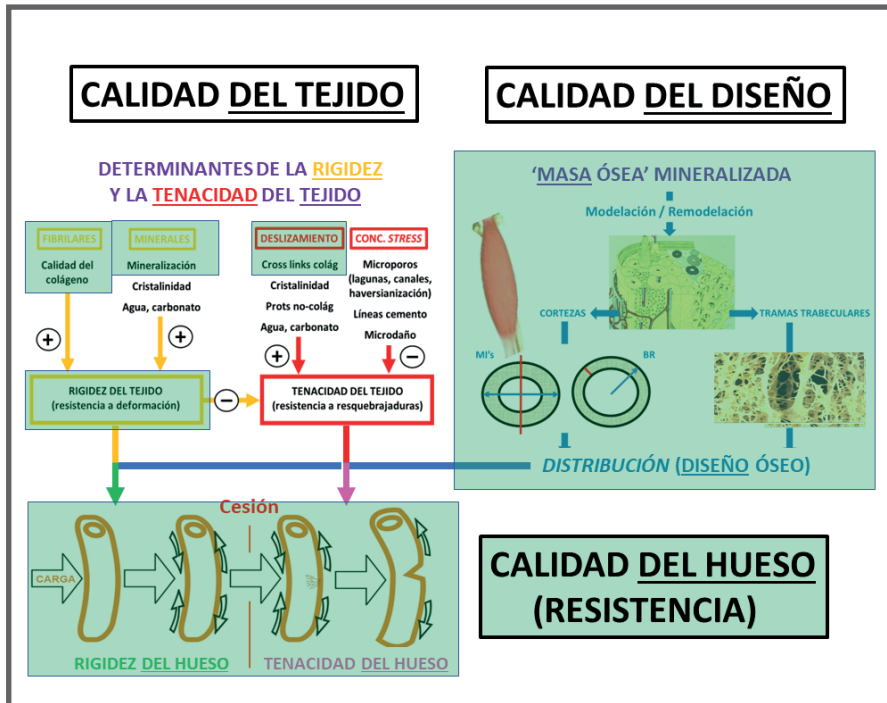 CALIDAD DEL TEJIDO
DETERMINANTES DE LA RIGIDEZ
Y LA TENACIDAD DEL TEJIDO
FIBRILARES
Calidad del
colágeno
MINERALES
Mineralización
Cristalinidad
Agua, carbonato
DESLIZAMIENTO
Cross links colág
Cristalinidad
Prots no-colág
Agua, carbonato
CONC. STRESS
Microporos
(lagunas, canales,
haversianización)
Líneas cemento
Microdaño
+
+
+
−
RIGIDEZ DEL TEJIDO
(resistencia a deformación)
−
TENACIDAD DEL TEJIDO
(resistencia a resquebrajaduras)
CALIDAD DEL DISEÑO
‘MASA ÓSEA’ MINERALIZADA
Modelación / Remodelación
CORTEZAS
TRAMAS TRABECULARES
MI's
BR
DISTRIBUCIÓN (DISEÑO ÓSEO)
Cesión
CARGA
RIGIDEZ DEL HUESO
TENACIDAD DEL HUESO
CALIDAD DEL HUESO
(RESISTENCIA)